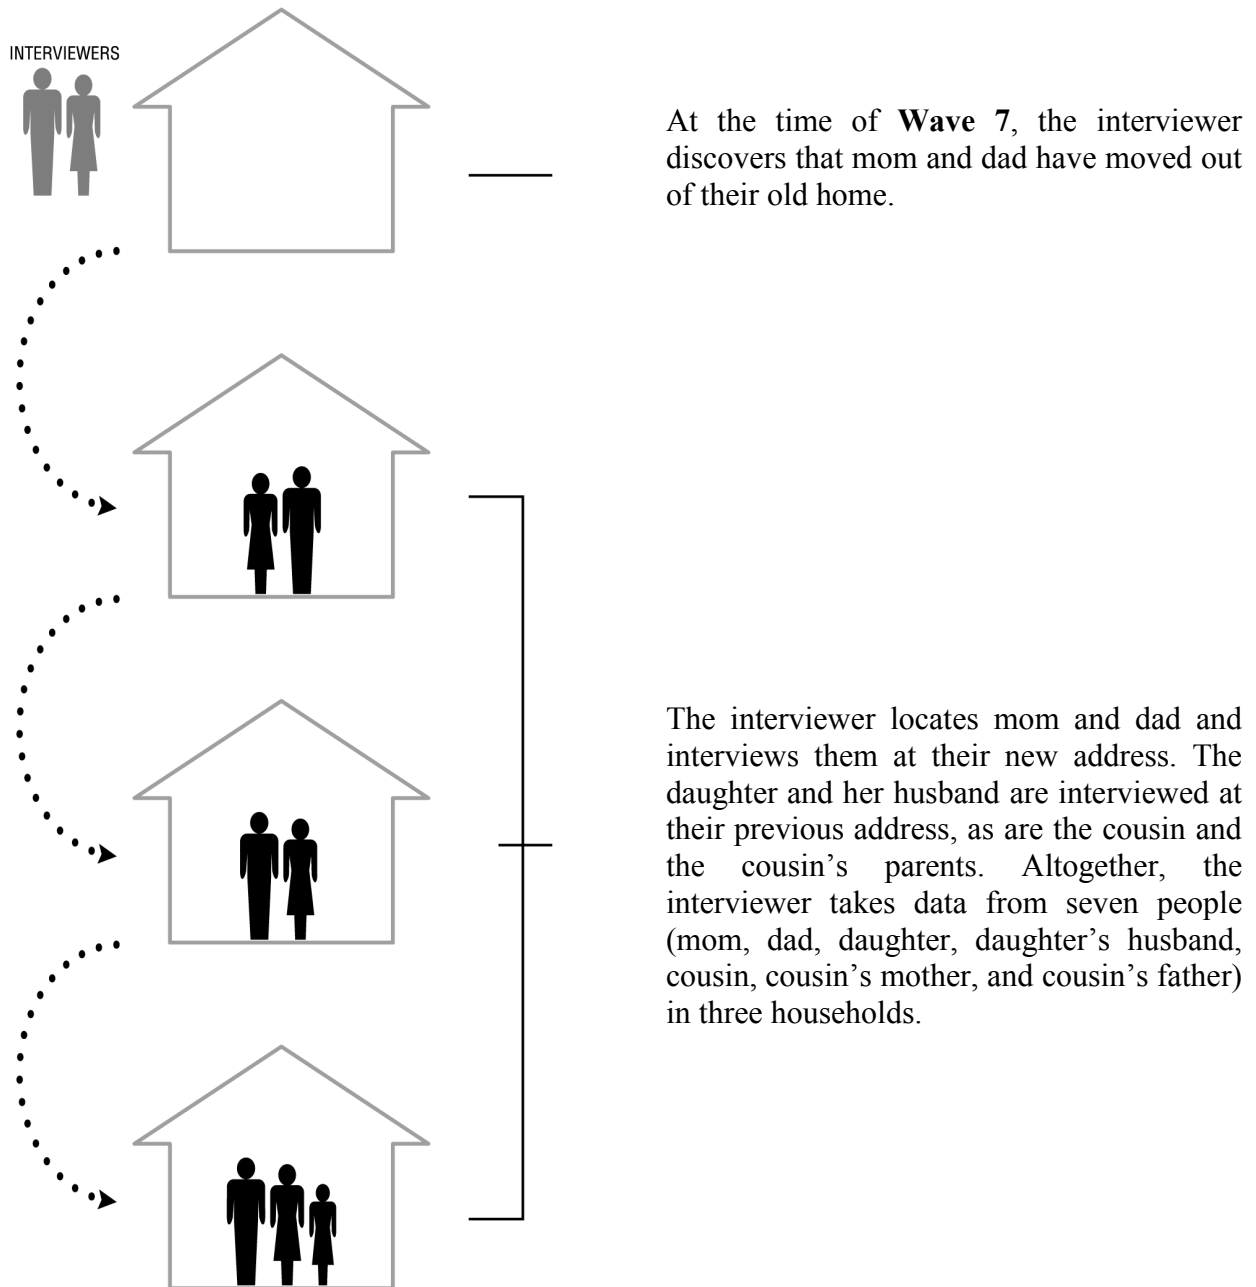 INTERVIEWERS
At the time of Wave 7, the interviewer
discovers that mom and dad have moved out
of their old home.
The interviewer locates mom and dad and
interviews them at their new address. The
daughter and her husband are interviewed at
their previous address, as are the cousin and
the cousin’s parents. Altogether, the
interviewer takes data from seven people
(mom, dad, daughter, daughter’s husband,
cousin, cousin’s mother, and cousin’s father)
in three households.